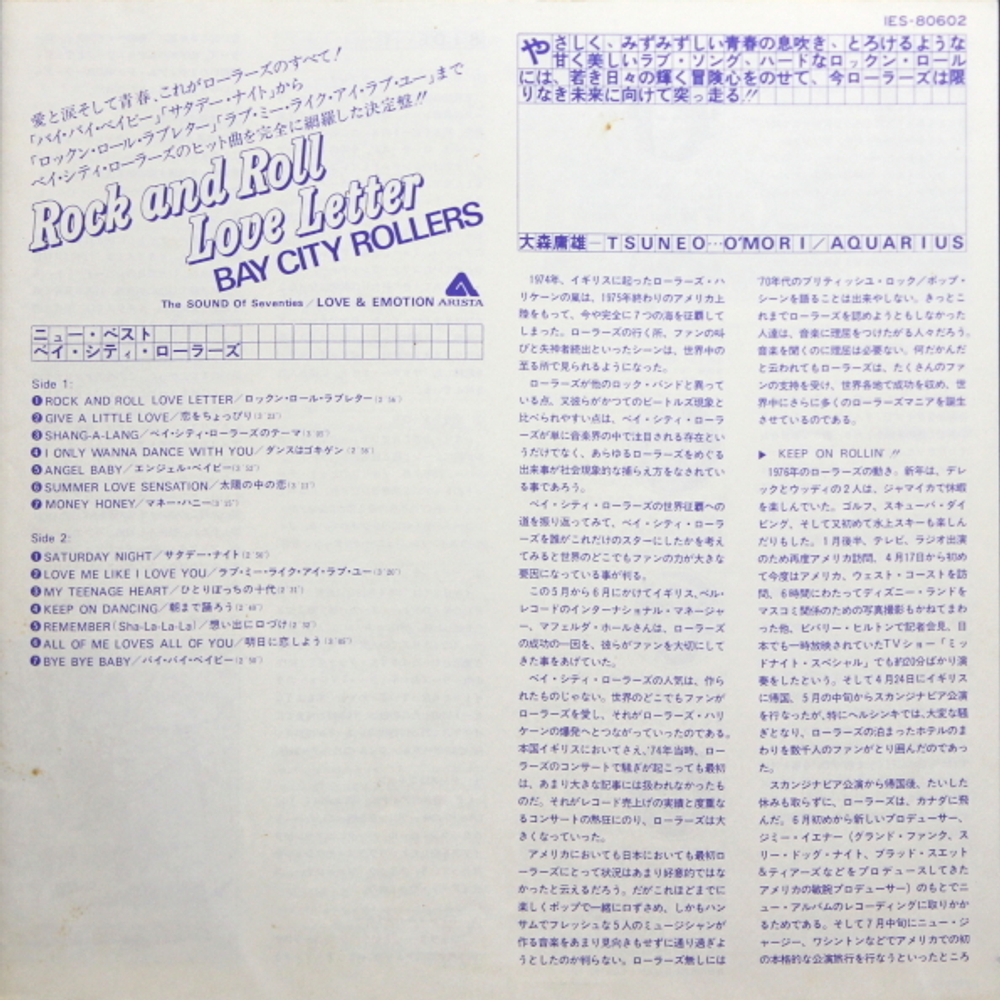 IES-80602
愛と涙そして青春、これがローラーズのすべて！
「バイ・バイ・ベイビー」「サタデー・ナイト」から
「ロックン・ロール・ラブレター」「ラブ・ミー・ライク・アイ・ラブ・ユー」まで
ベイ・シティ・ローラーズのヒット曲を完全に網羅した決定盤!!
Rock and Roll
Love Letter
BAY CITY ROLLERS
The SOUND Of Seventies／LOVE & EMOTION ARISTA
ニュー・ベスト
ベイ・シティ・ローラーズ
Side 1:
❶ROCK AND ROLL LOVE LETTER／ロックン・ロール・ラブレター
❷GIVE A LITTLE LOVE／恋をちょっぴり
❸SHANG-A-LANG／ベイ・シティ・ローラーズのテーマ
❹I ONLY WANNA DANCE WITH YOU／ダンスはゴキゲン
❺ANGEL BABY／エンジェル・ベイビー
❻SUMMER LOVE SENSATION／太陽の中の恋
❼MONEY HONEY／マネー・ハニー
Side 2:
❶SATURDAY NIGHT／サタデー・ナイト
❷LOVE ME LIKE I LOVE YOU／ラブ・ミー・ライク・アイ・ラブ・ユー
❸MY TEENAGE HEART／ひとりぼっちの十代
❹KEEP ON DANCING／朝まで踊ろう
❺REMEMBER (Sha-La-La-La)／想い出に口づけ
❻ALL OF ME LOVES ALL OF YOU／明日に恋しよう
❼BYE BYE BABY／バイ・バイ・ベイビー
やさしく、みずみずしい青春の息吹き、とろけるような
甘く美しいラブ・ソング、ハードなロックン・ロール
には、若き日々の輝く冒険心をのせて、今ローラーズは限
りなき未来に向けて突っ走る!!
大森庸雄―TSUNEO…O'MORI／AQUARIUS
1974年、イギリスに起ったローラーズ・ハ
リケーンの嵐は、1975年終わりのアメリカ上
陸をもって、今や完全に7つの海を征覇して
しまった。ローラーズの行く所、ファンの叫
びと失神者続出といったシーンは、世界中の
至る所で見られるようになった。
ローラーズが他のロック・バンドと異って
いる点、又彼らがかつてのビートルズ現象と
比べられやすい点は、ベイ・シティ・ローラ
ーズが単に音楽界の中で注目される存在とい
うだけでなく、あらゆるローラーズをめぐる
出来事が社会現象的な捕らえ方をなされてい
る事であろう。
ベイ・シティ・ローラーズの世界征覇への
道を振り返ってみて、ベイ・シティ・ローラ
ーズを誰がこれだけのスターにしたかを考え
てみると世界のどこでもファンの力が大きな
要因になっている事が判る。
この5月から6月にかけてイギリス、ベル・
レコードのインターナショナル・マネージャ
ー、マフェルダ・ホールさんは、ローラーズ
の成功の一因を、彼らがファンを大切にして
きた事をあげていた。
ベイ・シティ・ローラーズの人気は、作ら
れたものじゃない。世界のどこでもファンが
ローラーズを愛し、それがローラーズ・ハリ
ケーンの爆発へとつながっていったのである。
本国イギリスにおいてさえ、'74年当時、ロー
ラーズのコンサートで騒ぎが起こっても最初
は、あまり大きな記事には扱われなかったも
のだ。それがレコード売上げの実績と度重な
るコンサートの熱狂にのり、ローラーズは大
きくなっていった。
アメリカにおいても日本においても最初ロ
ーラーズにとって状況はあまり好意的ではな
かったと云えるだろう。だがこれほどまでに
楽しくポップで一緒に口ずさめ、しかもハン
サムでフレッシュな5人のミュージシャンが
作る音楽をあまり見向きもせずに通り過ぎよ
うとしたのか判らない。ローラーズ無しには
'70年代のブリティッシュ・ロック／ポップ・
シーンを語ることは出来やしない。きっとこ
れまでローラーズを認めようともしなかった
人達は、音楽に理屈をつけたがる人々だろう。
音楽を聞くのに理屈は必要ない。何だかんだ
と云われてもローラーズは、たくさんのファ
ンの支持を受け、世界各地で成功を収め、世
界中にさらに多くのローラーズマニアを誕生
させているのである。
▶ KEEP ON ROLLIN'!!
1976年のローラーズの動き。新年は、デレ
ックとウッディの2人は、ジャマイカで休暇
を楽しんでいた。ゴルフ、スキューバ・ダイ
ビング、そして又初めて水上スキーも楽しん
だりもした。1月後半、テレビ、ラジオ出演
のため再度アメリカ訪問、4月17日から初め
て今度はアメリカ、ウェスト・コーストを訪
問、6時間にわたってディズニー・ランドを
マスコミ関係のための写真撮影もかねてまわ
った他、ビバリー・ヒルトンで記者会見、日
本でも一時放映されていたTVショー「ミッ
ドナイト・スペシャル」でも約20分ばかり演
奏をしたという。そして4月24日にイギリス
に帰国、5月の中旬からスカンジナビア公演
を行なったが、特にヘルシンキでは、大変な騒
ぎとなり、ローラーズの泊まったホテルのま
わりを数千人のファンがとり囲んだのであっ
た。
スカンジナビア公演から帰国後、たいした
休みも取らずに、ローラーズは、カナダに飛
んだ。6月初めから新しいプロデューサー、
ジミー・イエナー（グランド・ファンク、ス
リー・ドッグ・ナイト、ブラッド・スエット
&ティアーズなどをプロデュースしてきた
アメリカの敏腕プロデューサー）のもとでニ
ュー・アルバムのレコーディングに取りかか
るためである。そして7月中旬にニュー・ジ
ャージー、ワシントンなどでアメリカでの初
の本格的な公演旅行を行なうといったところ